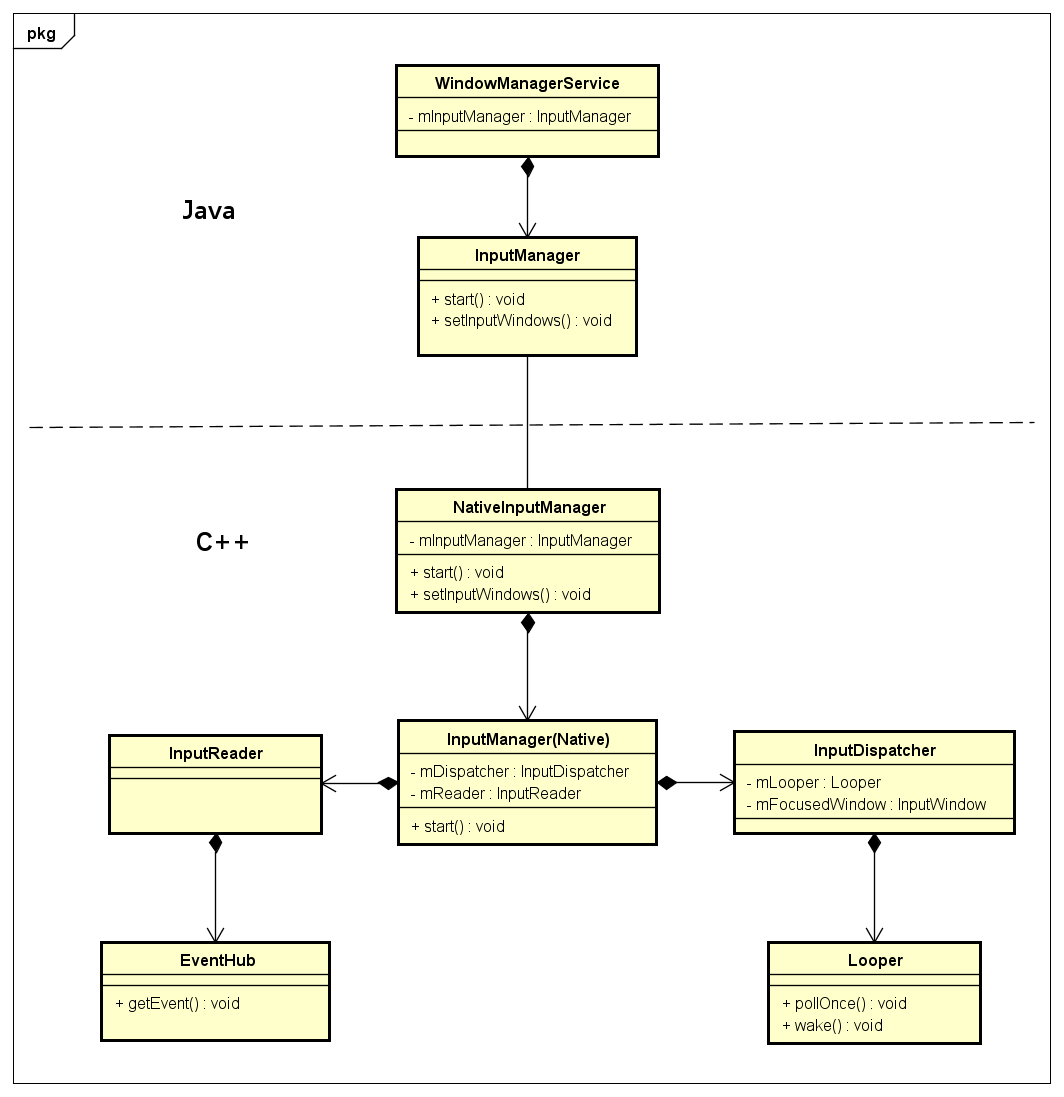 pkg
WindowManagerService
- mInputManager : InputManager
Java
InputManager
+ start() : void
+ setInputWindows() : void
C++
NativeInputManager
- mInputManager : InputManager
+ start() : void
+ setInputWindows() : void
InputReader
InputManager(Native)
- mDispatcher : InputDispatcher
- mReader : InputReader
+ start() : void
InputDispatcher
- mLooper : Looper
- mFocusedWindow : InputWindow
EventHub
+ getEvent() : void
Looper
+ pollOnce() : void
+ wake() : void